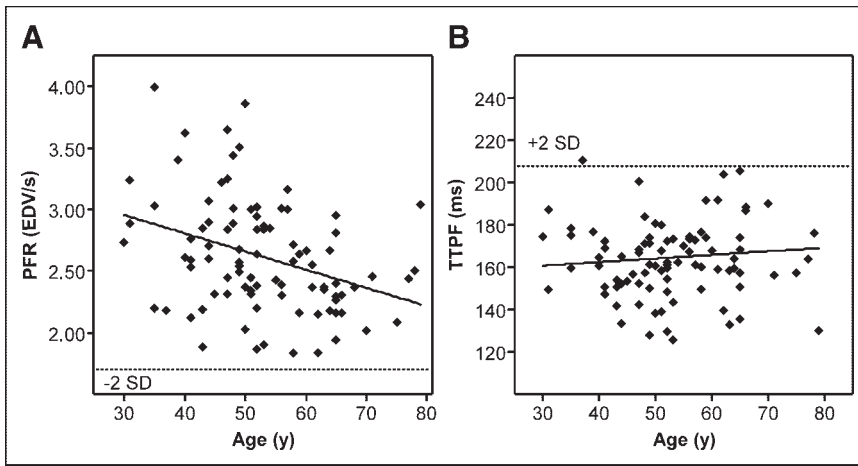 A
PFR (EDV/s)
4.00
3.50
3.00
2.50
2.00
-2 SD
30 40 50 60 70 80
Age (y)
B
TTPF (ms)
240
220
200
180
160
140
120
+2 SD
30 40 50 60 70 80
Age (y)